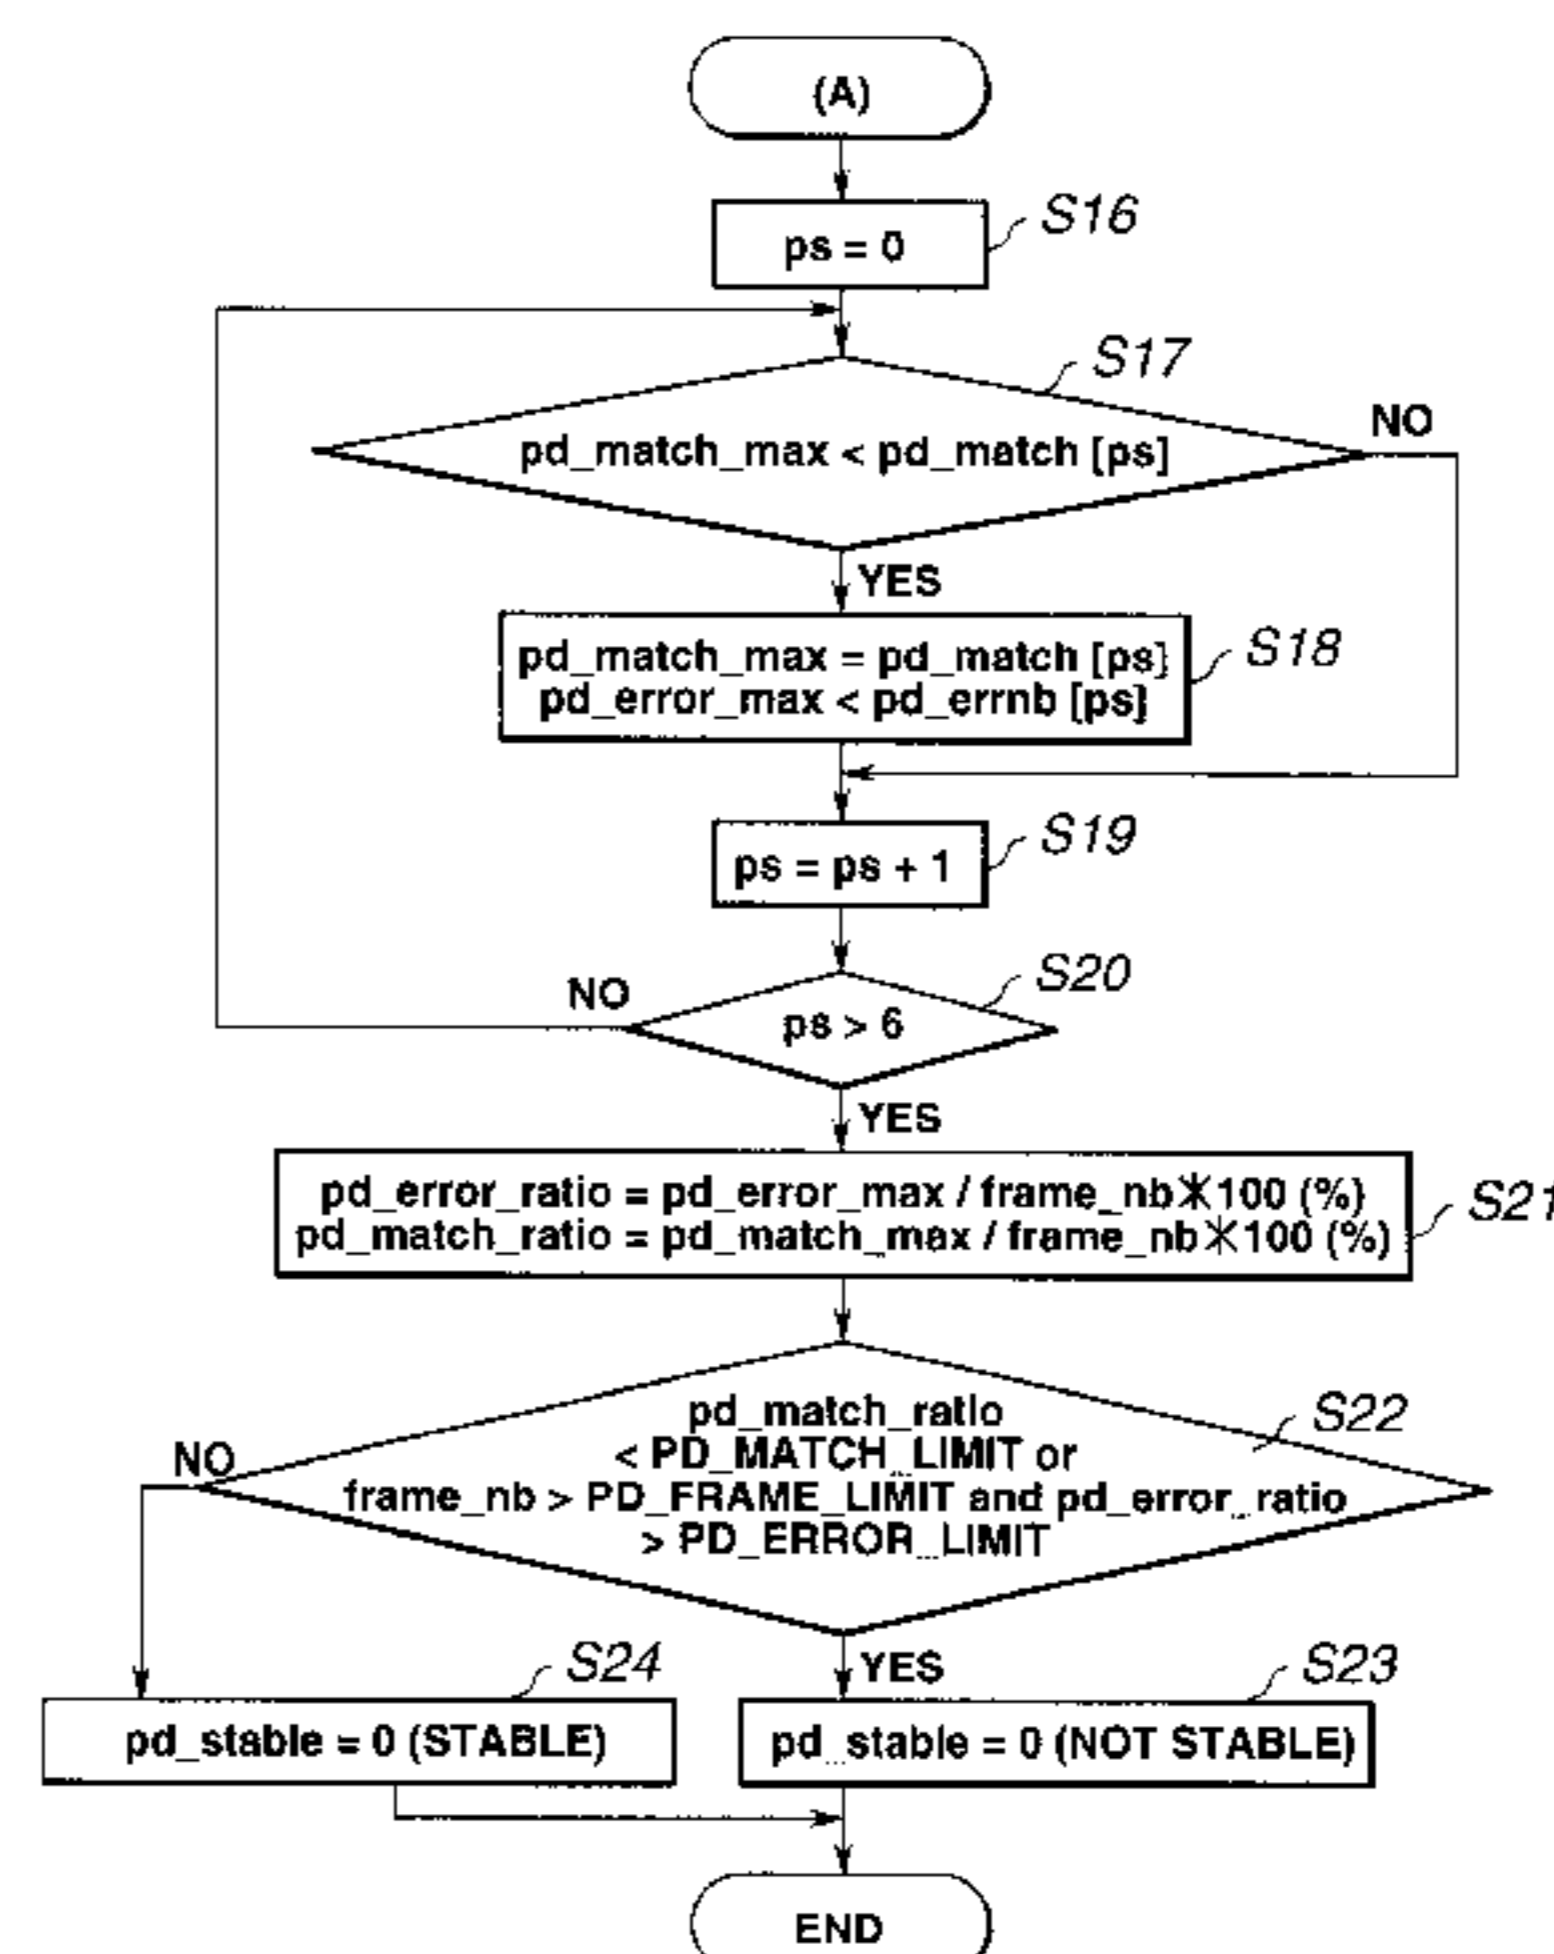 (A)
ps = 0
S16
S17
pd_match_max < pd_match [ps]
NO
YES
pd_match_max = pd_match [ps]
pd_error_max < pd_errnb [ps]
S18
ps = ps + 1
S19
S20
NO
ps > 6
YES
pd_error_ratio = pd_error_max / frame_nb*100 (%)
pd_match_ratio = pd_match_max / frame_nb*100 (%)
S21
pd_match_ratio
< PD_MATCH_LIMIT or
frame_nb > PD_FRAME_LIMIT and pd_error_ratio
> PD_ERROR_LIMIT
S22
NO
YES
S24
S23
pd_stable = 0 (STABLE)
pd_stable = 0 (NOT STABLE)
END